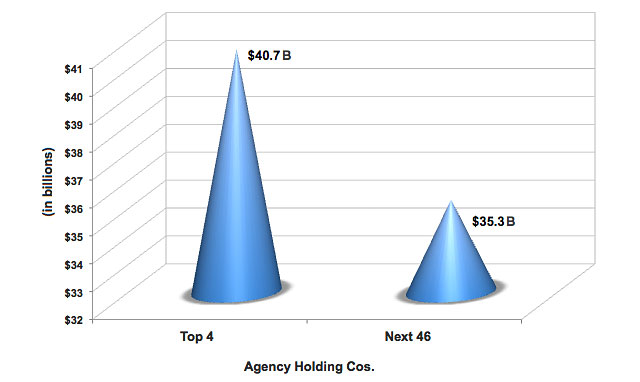 $40.7 B
$41
$40
$39
$38
$37
$36
$35
$34
$33
$32
(in billions)
$35.3 B
Top 4
Next 46
Agency Holding Cos.